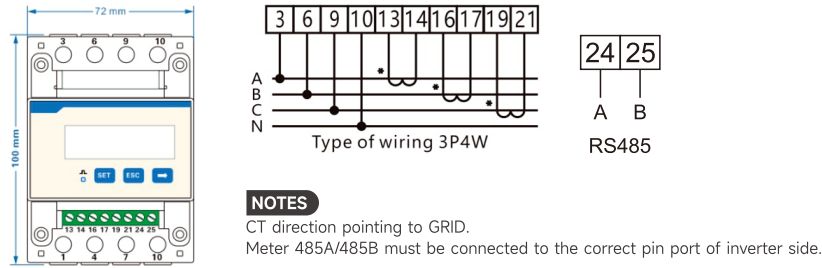 72 mm
100 mm
3 6 9 10
SET ESC
13 14 16 17 19 21 24 25
1 4 7 10
3 6 9 10 13 14 16 17 19 21
* * *
A
B
C
N
Type of wiring 3P4W
24 25
A B
RS485
NOTES
CT direction pointing to GRID.
Meter 485A/485B must be connected to the correct pin port of inverter side.